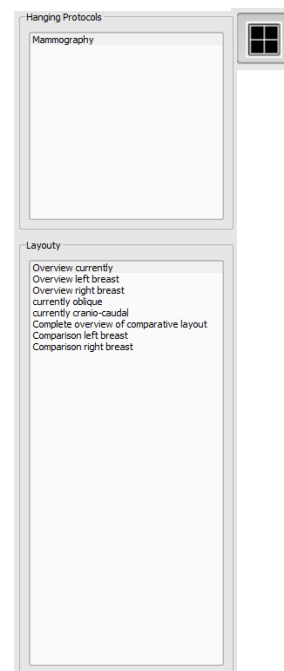 Hanging Protocols
Mammography
Layouty
Overview currently
Overview left breast
Overview right breast
currently oblique
currently cranio-caudal
Complete overview of comparative layout
Comparison left breast
Comparison right breast